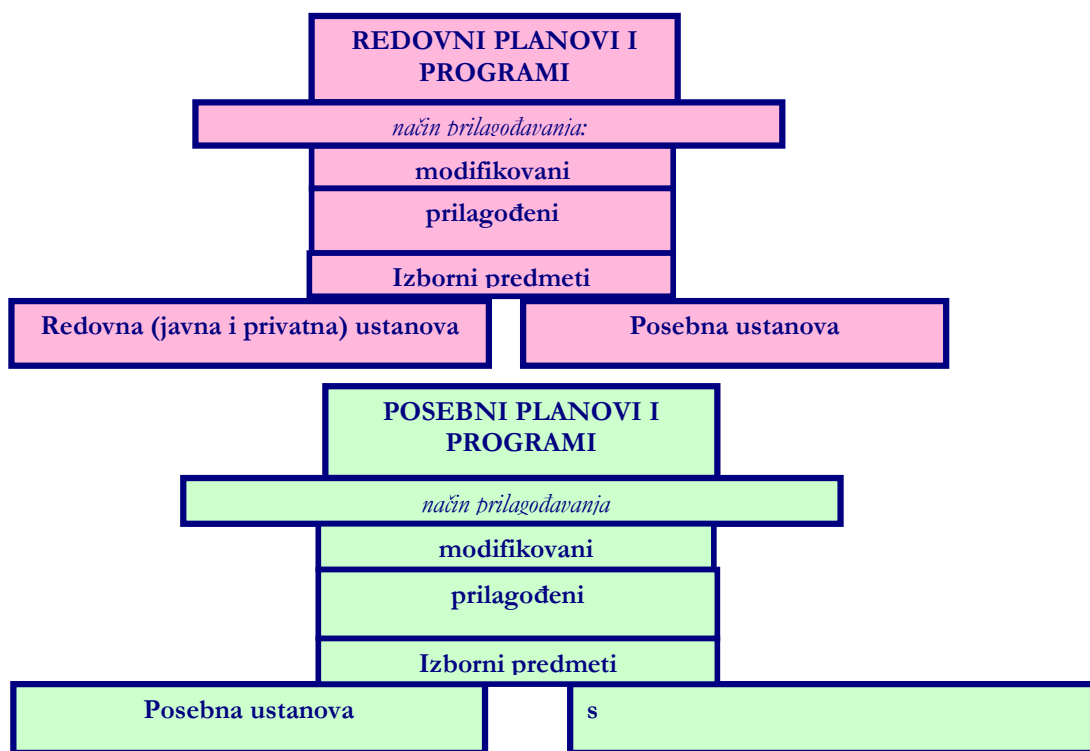 REDOVNI PLANOVI I
PROGRAMI
način prilagođavanja:
modifikovani
prilagođeni
Izborni predmeti
Redovna (javna i privatna) ustanova
Posebna ustanova
POSEBNI PLANOVI I
PROGRAMI
način prilagođavanja
modifikovani
prilagođeni
Izborni predmeti
Posebna ustanova
s